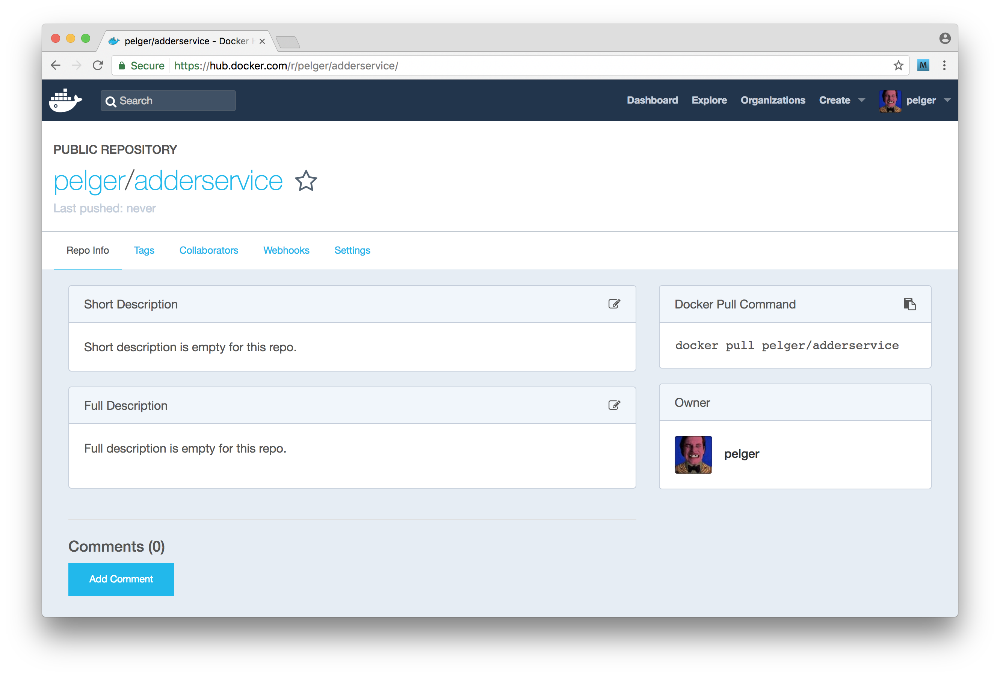 pelger/adderservice - Docker
Secure https://hub.docker.com/r/pelger/adderservice/
M
Search Dashboard Explore Organizations Create pelger
PUBLIC REPOSITORY
pelger/adderservice
Last pushed: never
Repo Info Tags Collaborators Webhooks Settings
Short Description
Short description is empty for this repo.
Docker Pull Command
docker pull pelger/adderservice
Full Description
Full description is empty for this repo.
Owner
pelger
Comments (0)
Add Comment